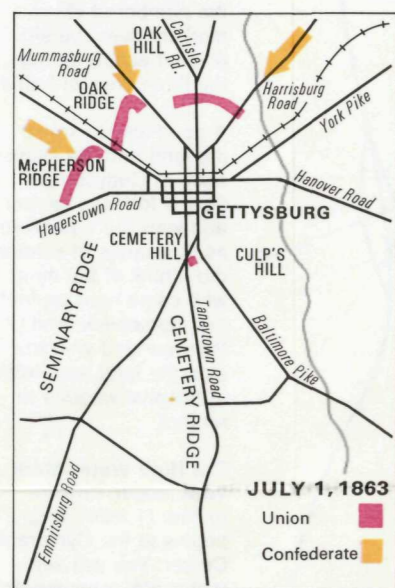 OAK
HILL
Carlisle
Rd.
Mummasburg
Road
OAK
RIDGE
Harrisburg
Road
York Pike
McPHERSON
RIDGE
Hanover Road
Hagerstown Road
GETTYSBURG
CEMETERY
HILL
CULP'S
HILL
SEMINARY RIDGE
CEMETERY RIDGE
Taneytown Road
Baltimore Pike
Emmitsburg Road
JULY 1, 1863
Union
Confederate